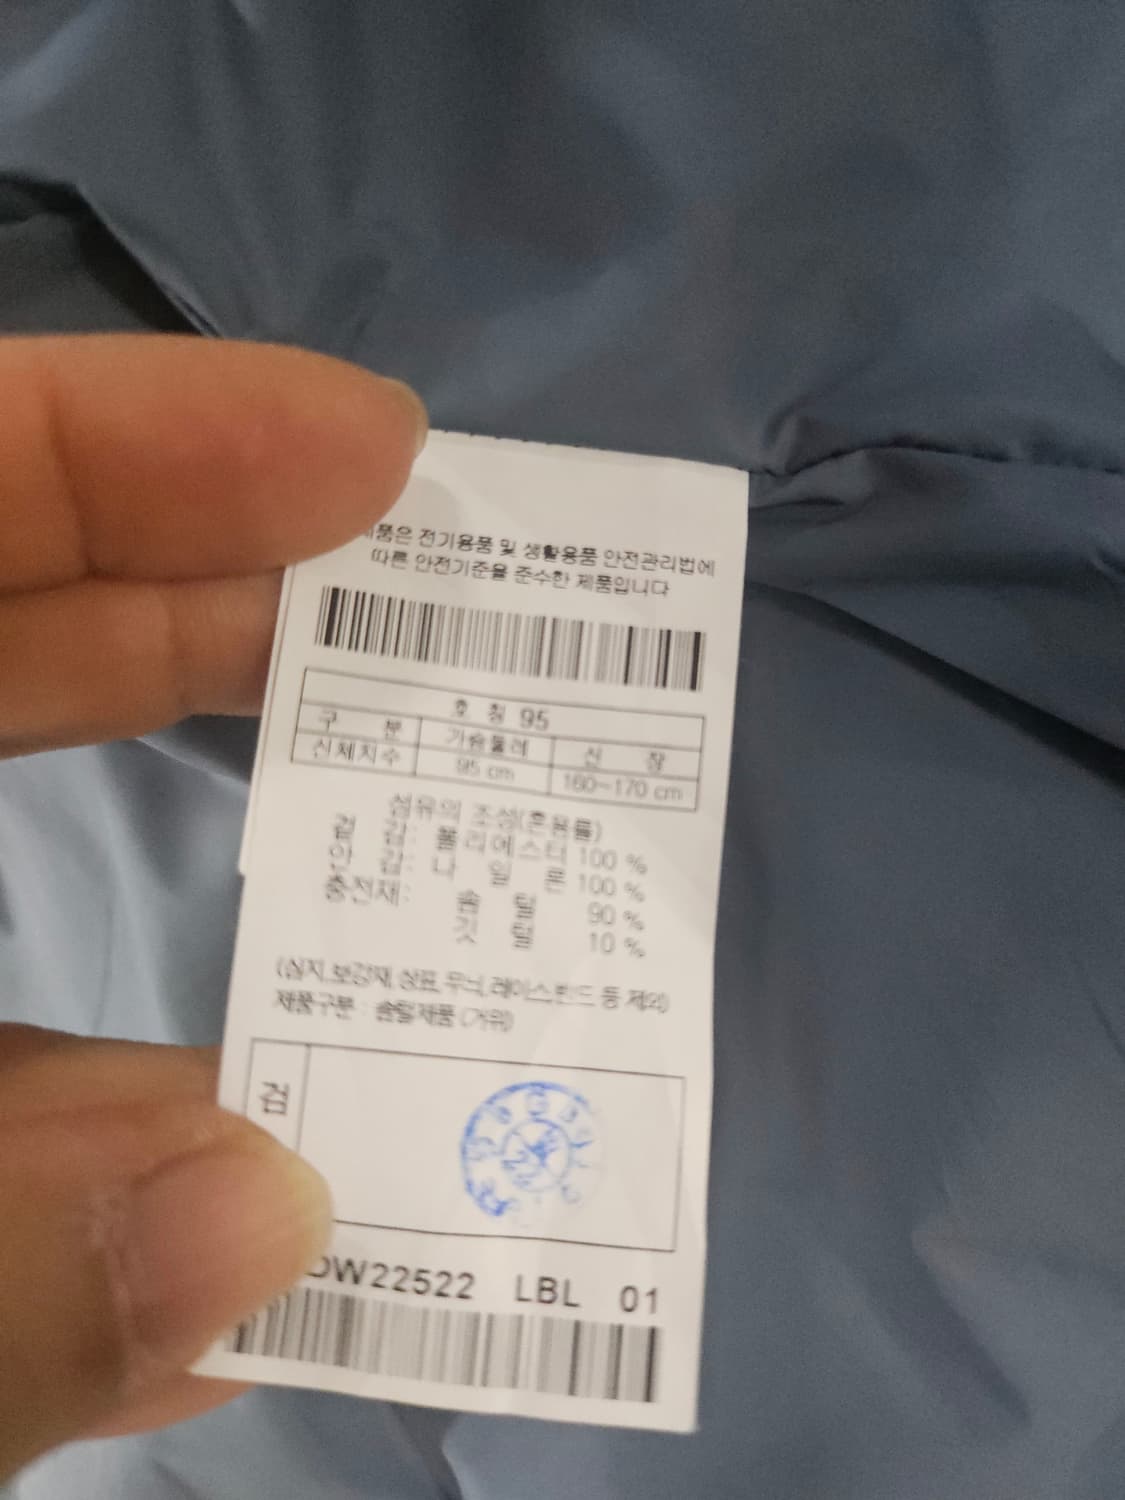 품은 전기용품 및 생활용품 안전관리법에
따른 안전기준을 준수한 제품입니다
호 칭 95
구 분 가슴둘레 신 장
신체치수 95 cm 160~170 cm
섬유의 조성(혼용률)
겉 감 : 폴리에스터 100 %
안 감 : 나 일 론 100 %
충전재 : 솜 털 90 %
깃 털 10 %
(심지,보강재,상표,무늬,레이스,밴드 등 제외)
제품구분 : 솜털제품 (거위)
검
DW22522 LBL 01